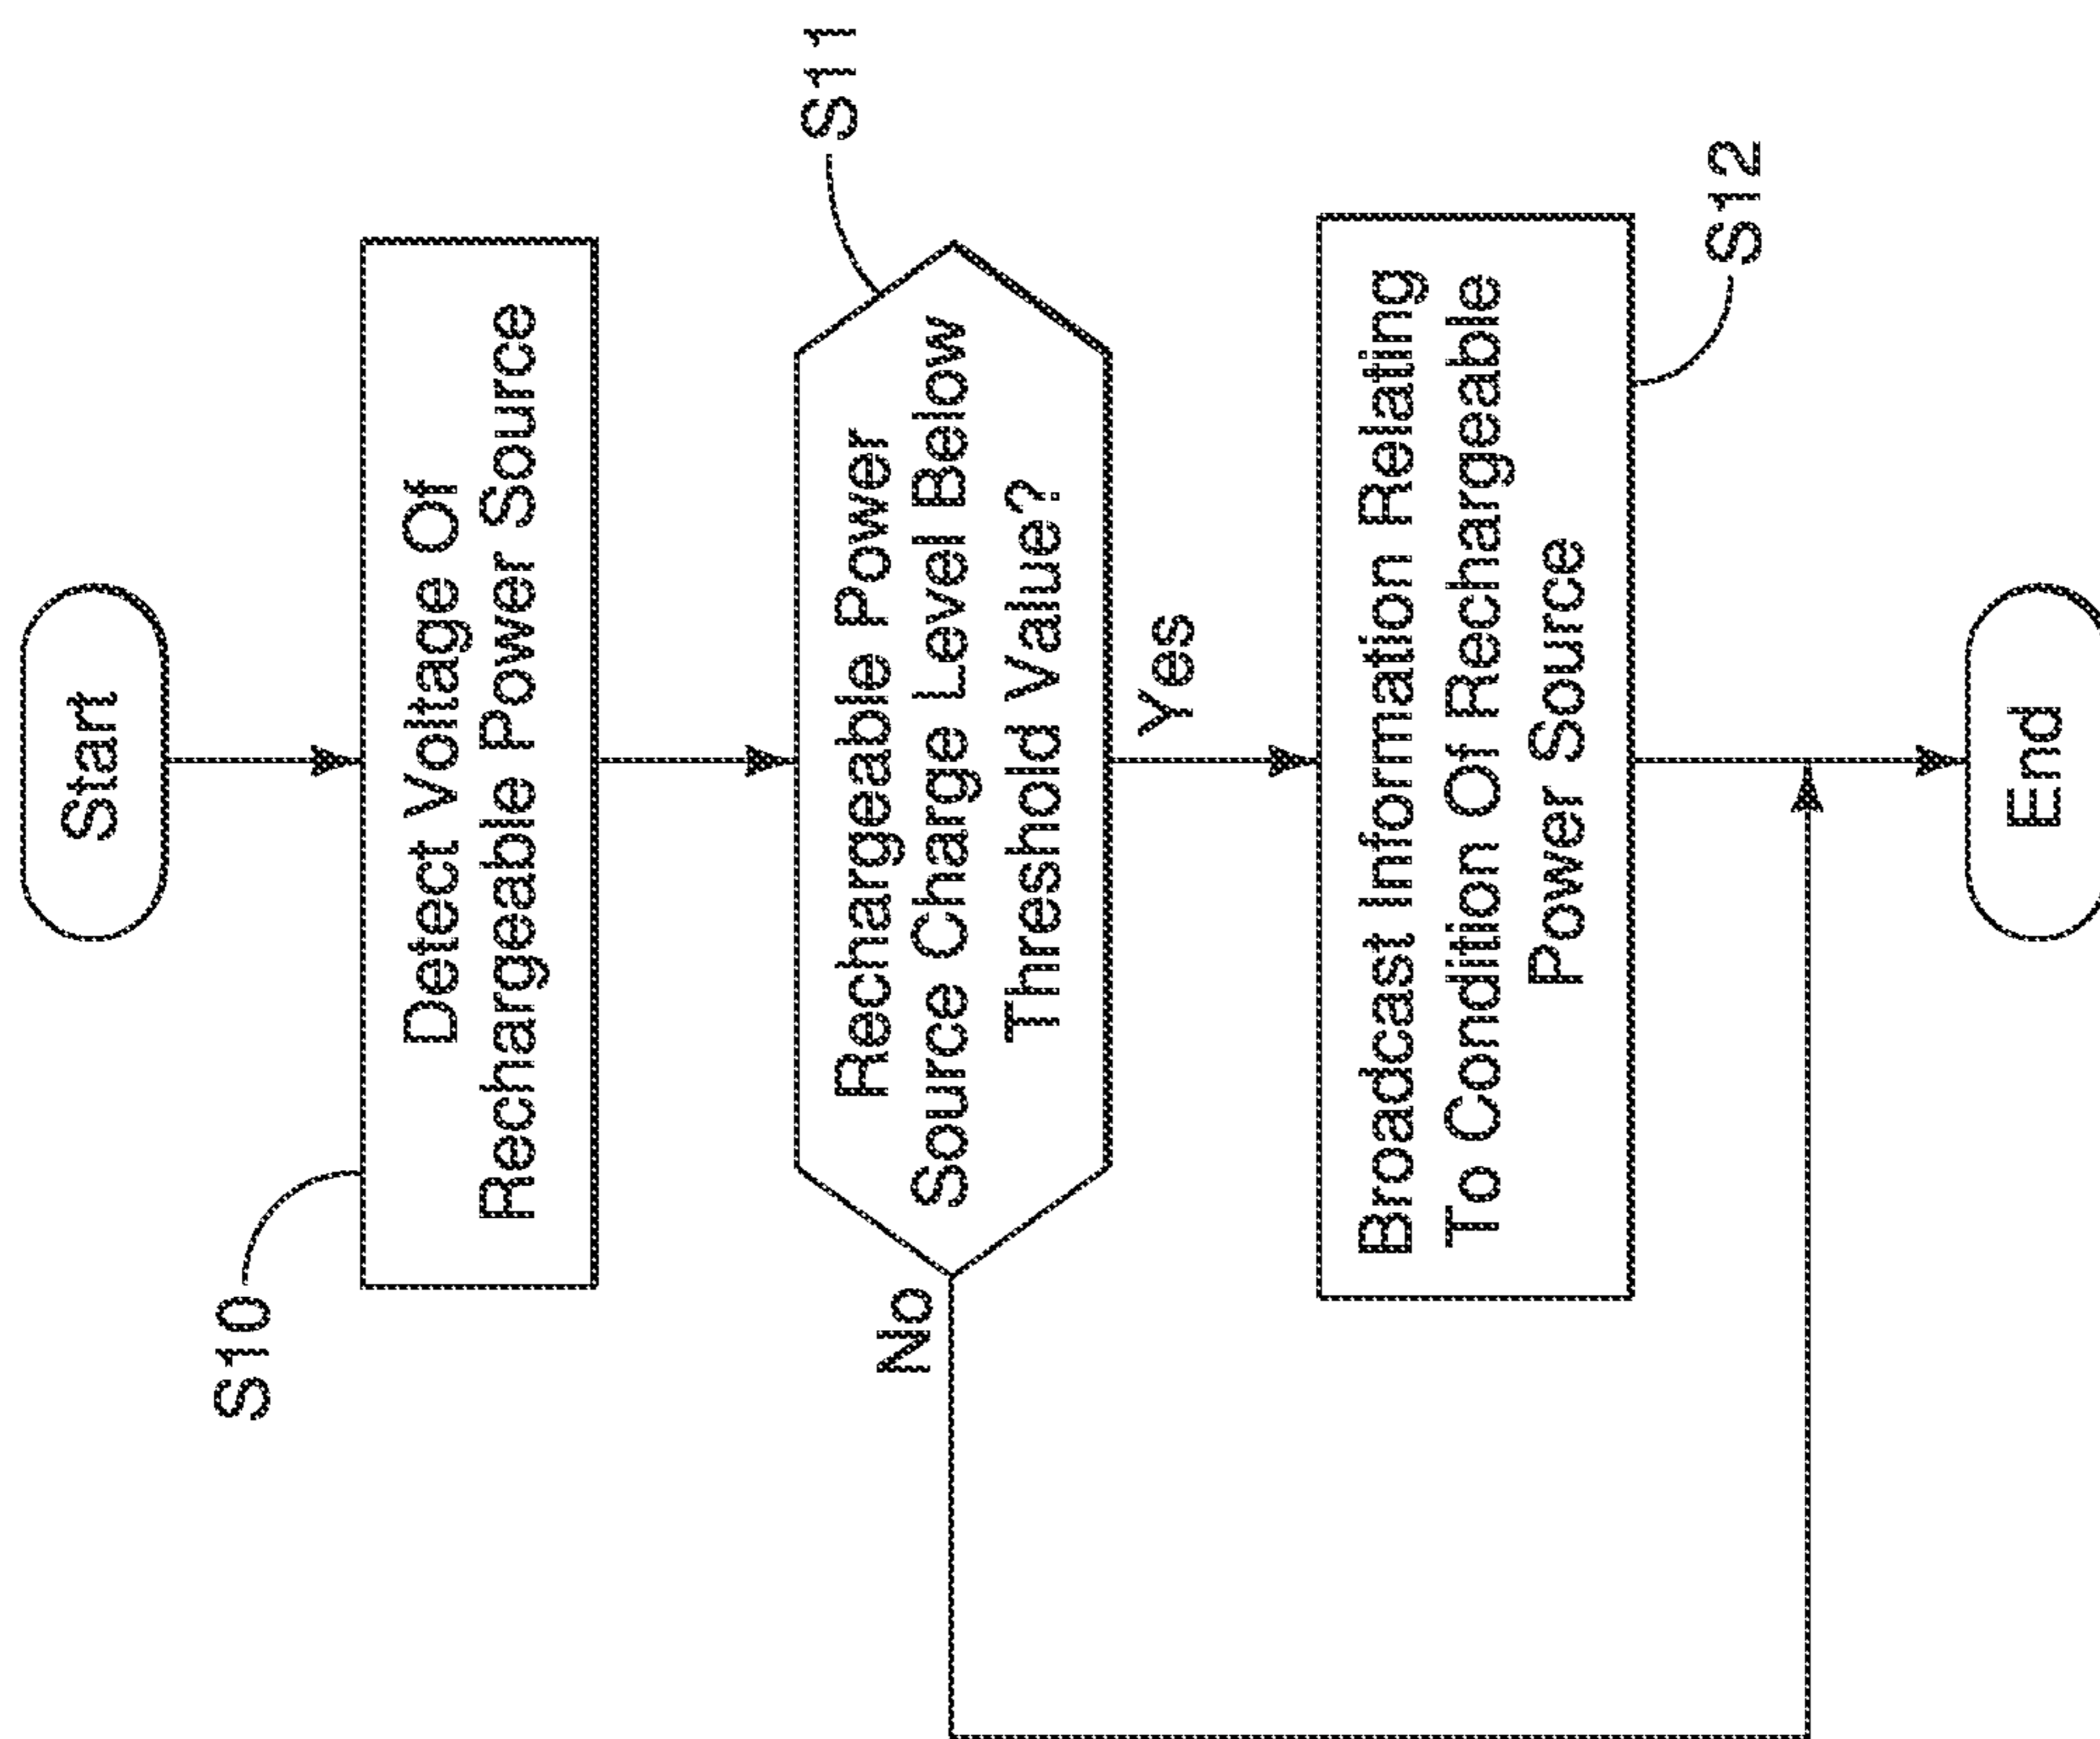 Start
S10
Detect Voltage Of
Rechargeable Power Source
S11
Rechargeable Power
Source Charge Level Below
Threshold Value?
No
Yes
Broadcast Information Relating
To Condition Of Rechargeable
Power Source
S12
End